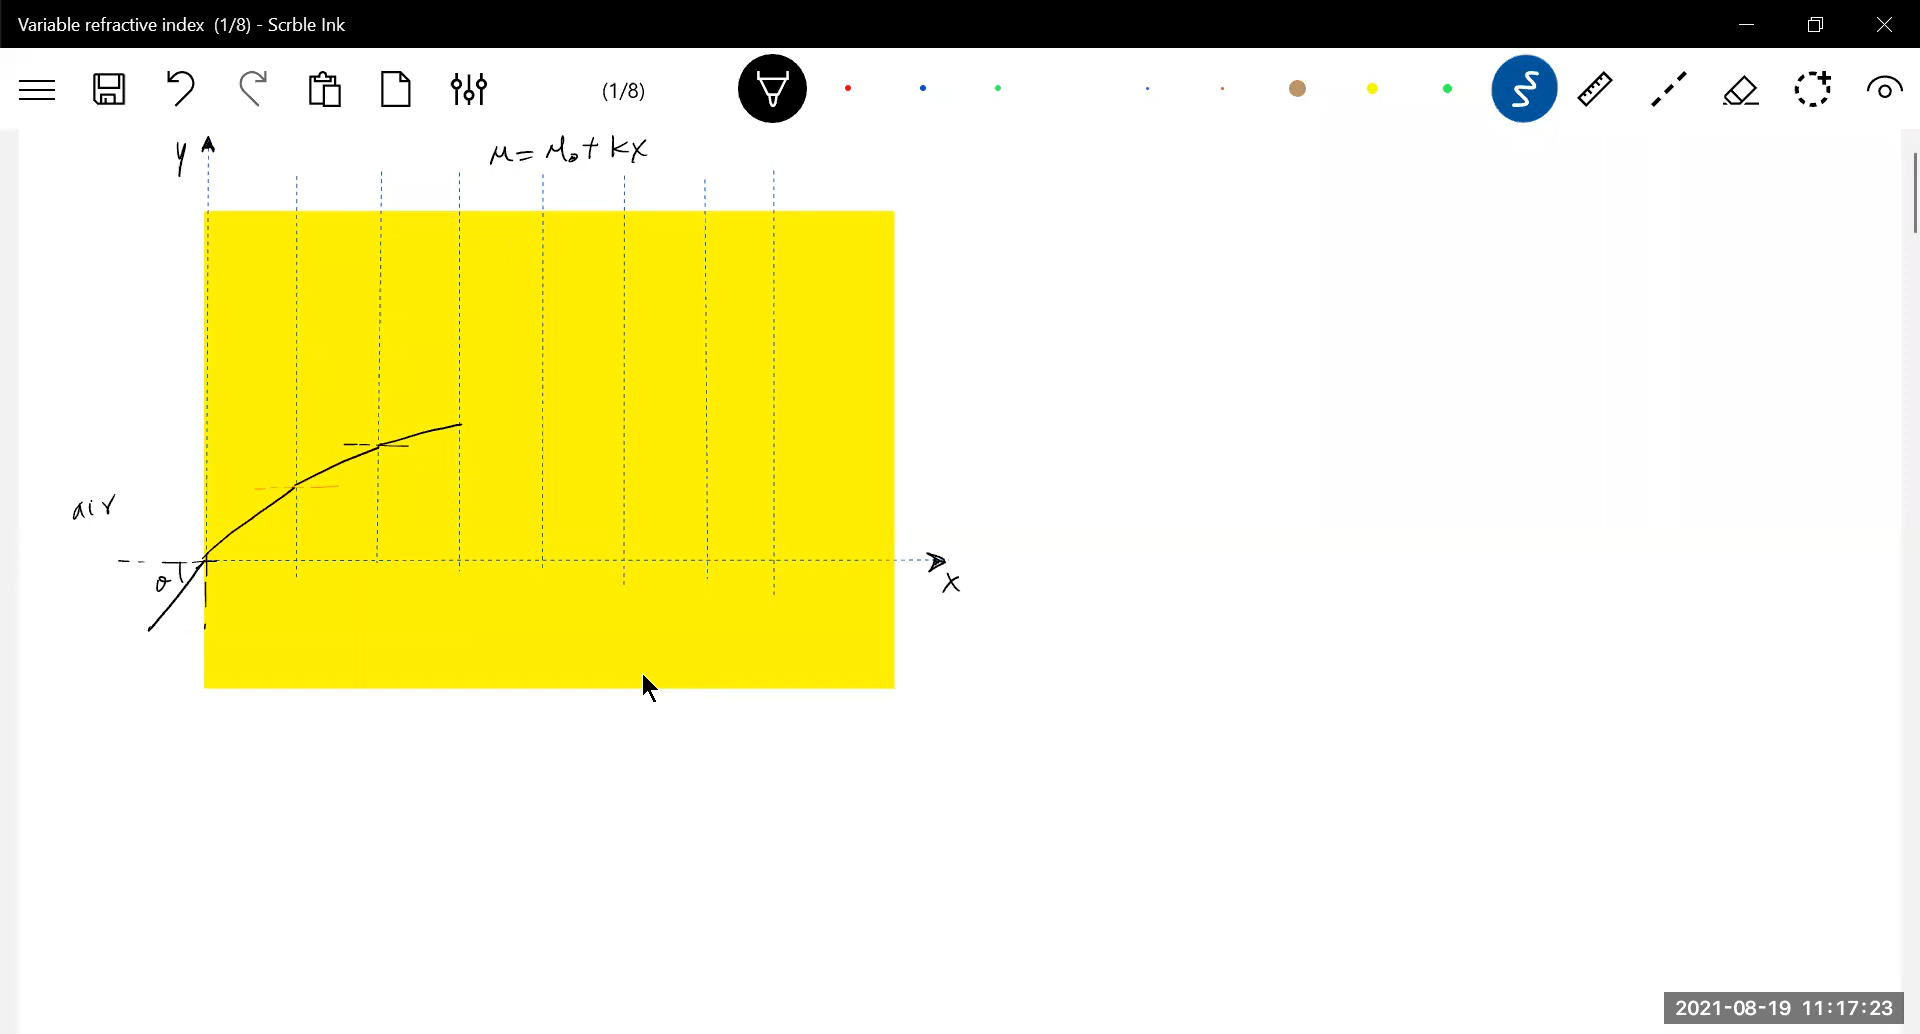 Variable refractive index (1/8) - Scrble Ink
(1/8)
y
μ = μ₀ + kx
air
θ
x
2021-08-19 11:17:23